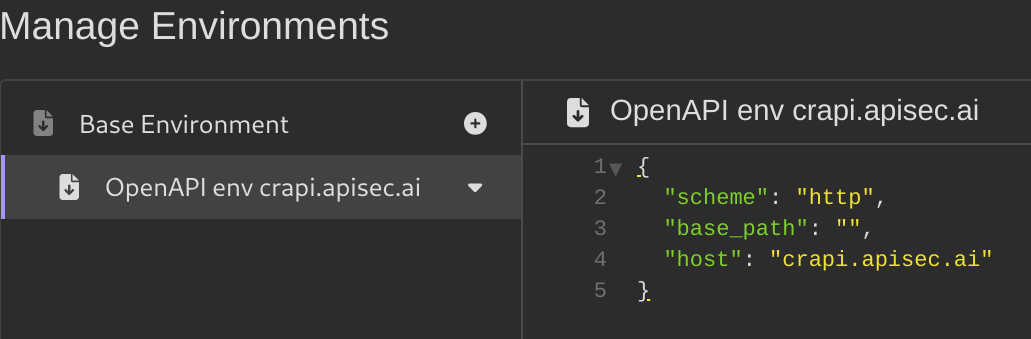 Manage Environments
Base Environment
OpenAPI env crapi.apisec.ai
OpenAPI env crapi.apisec.ai
1 {
2 "scheme": "http",
3 "base_path": "",
4 "host": "crapi.apisec.ai"
5 }